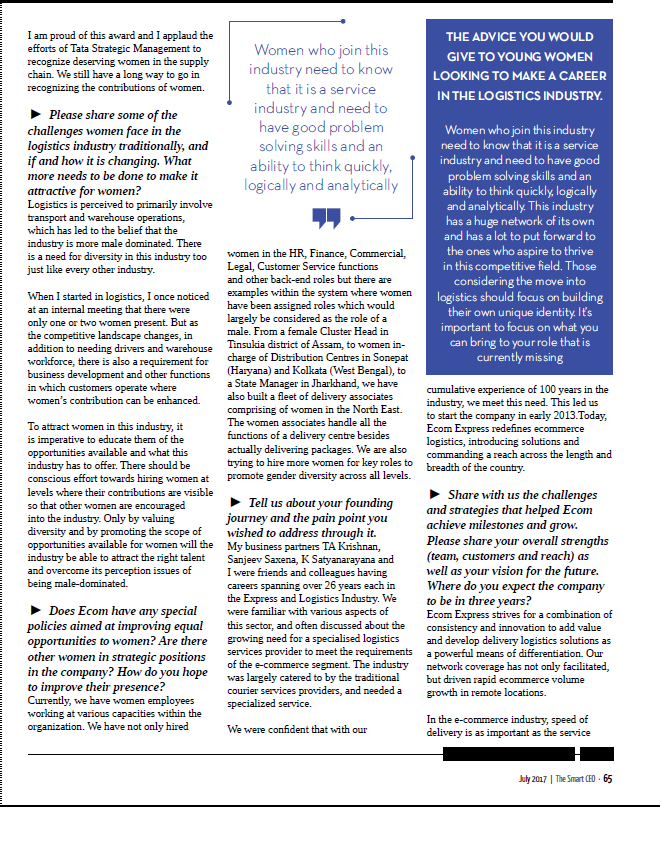 I am proud of this award and I applaud the
efforts of Tata Strategic Management to
recognize deserving women in the supply
chain. We still have a long way to go in
recognizing the contributions of women.
► Please share some of the
challenges women face in the
logistics industry traditionally, and
if and how it is changing. What
more needs to be done to make it
attractive for women?
Logistics is perceived to primarily involve
transport and warehouse operations,
which has led to the belief that the
industry is more male dominated. There
is a need for diversity in this industry too
just like every other industry.
When I started in logistics, I once noticed
at an internal meeting that there were
only one or two women present. But as
the competitive landscape changes, in
addition to needing drivers and warehouse
workforce, there is also a requirement for
business development and other functions
in which customers operate where
women’s contribution can be enhanced.
To attract women in this industry, it
is imperative to educate them of the
opportunities available and what this
industry has to offer. There should be
conscious effort towards hiring women at
levels where their contributions are visible
so that other women are encouraged
into the industry. Only by valuing
diversity and by promoting the scope of
opportunities available for women will the
industry be able to attract the right talent
and overcome its perception issues of
being male-dominated.
► Does Ecom have any special
policies aimed at improving equal
opportunities to women? Are there
other women in strategic positions
in the company? How do you hope
to improve their presence?
Currently, we have women employees
working at various capacities within the
organization. We have not only hired
Women who join this
industry need to know
that it is a service
industry and need to
have good problem
solving skills and an
ability to think quickly,
logically and analytically
women in the HR, Finance, Commercial,
Legal, Customer Service functions
and other back-end roles but there are
examples within the system where women
have been assigned roles which would
largely be considered as the role of a
male. From a female Cluster Head in
Tinsukia district of Assam, to women in-
charge of Distribution Centres in Sonepat
(Haryana) and Kolkata (West Bengal), to
a State Manager in Jharkhand, we have
also built a fleet of delivery associates
comprising of women in the North East.
The women associates handle all the
functions of a delivery centre besides
actually delivering packages. We are also
trying to hire more women for key roles to
promote gender diversity across all levels.
► Tell us about your founding
journey and the pain point you
wished to address through it.
My business partners TA Krishnan,
Sanjeev Saxena, K Satyanarayana and
I were friends and colleagues having
careers spanning over 26 years each in
the Express and Logistics Industry. We
were familiar with various aspects of
this sector, and often discussed about the
growing need for a specialised logistics
services provider to meet the requirements
of the e-commerce segment. The industry
was largely catered to by the traditional
courier services providers, and needed a
specialized service.
We were confident that with our
THE ADVICE YOU WOULD
GIVE TO YOUNG WOMEN
LOOKING TO MAKE A CAREER
IN THE LOGISTICS INDUSTRY.
Women who join this industry
need to know that it is a service
industry and need to have good
problem solving skills and an
ability to think quickly, logically
and analytically. This industry
has a huge network of its own
and has a lot to put forward to
the ones who aspire to thrive
in this competitive field. Those
considering the move into
logistics should focus on building
their own unique identity. It’s
important to focus on what you
can bring to your role that is
currently missing
cumulative experience of 100 years in the
industry, we meet this need. This led us
to start the company in early 2013.Today,
Ecom Express redefines ecommerce
logistics, introducing solutions and
commanding a reach across the length and
breadth of the country.
► Share with us the challenges
and strategies that helped Ecom
achieve milestones and grow.
Please share your overall strengths
(team, customers and reach) as
well as your vision for the future.
Where do you expect the company
to be in three years?
Ecom Express strives for a combination of
consistency and innovation to add value
and develop delivery logistics solutions as
a powerful means of differentiation. Our
network coverage has not only facilitated,
but driven rapid ecommerce volume
growth in remote locations.
In the e-commerce industry, speed of
delivery is as important as the service
July 2017 | The Smart CEO · 65